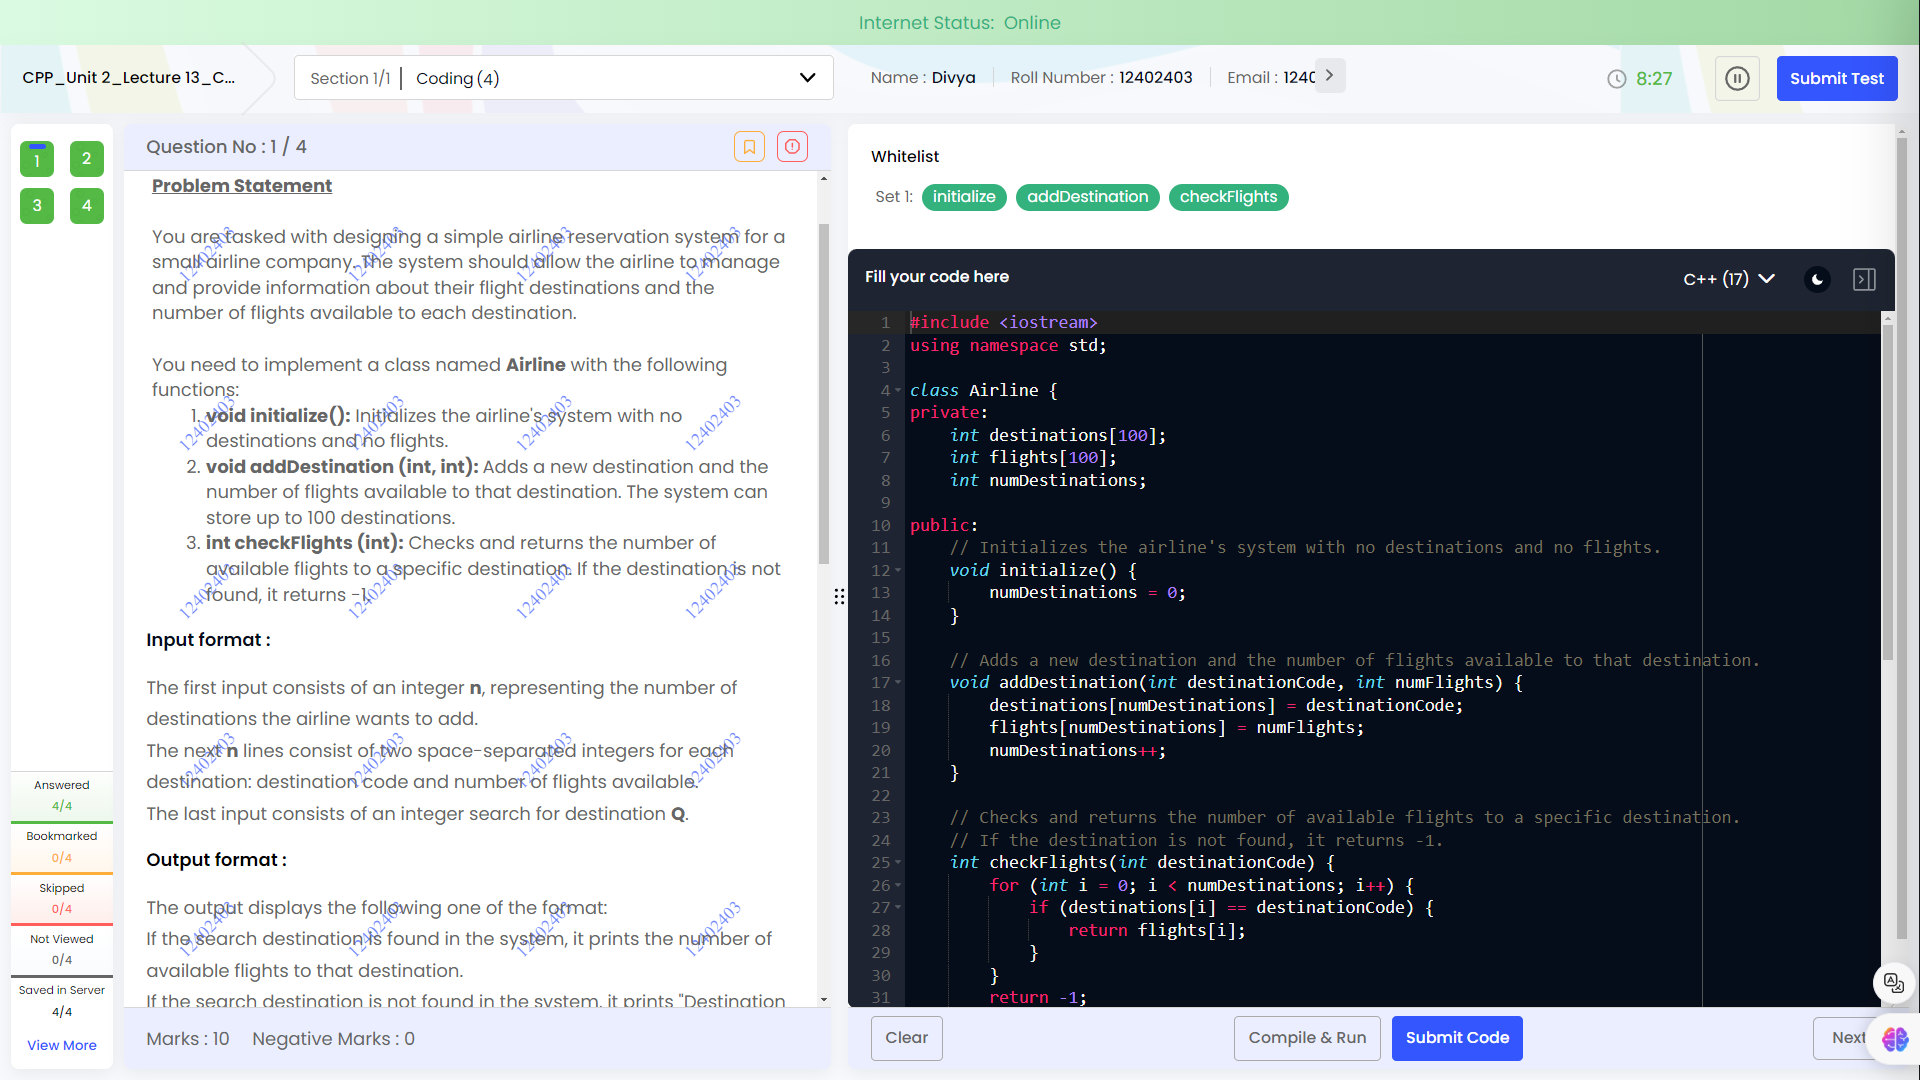 Internet Status: Online
CPP_Unit 2_Lecture 13_C...
Section 1/1 | Coding (4)
Name : Divya
Roll Number : 12402403
Email : 1240
8:27
Submit Test
1
2
3
4
Answered
4/4
Bookmarked
0/4
Skipped
0/4
Not Viewed
0/4
Saved in Server
4/4
View More
Question No : 1 / 4
Problem Statement
You are tasked with designing a simple airline reservation system for a
small airline company. The system should allow the airline to manage
and provide information about their flight destinations and the
number of flights available to each destination.
You need to implement a class named Airline with the following
functions:
1. void initialize(): Initializes the airline's system with no
destinations and no flights.
2. void addDestination (int, int): Adds a new destination and the
number of flights available to that destination. The system can
store up to 100 destinations.
3. int checkFlights (int): Checks and returns the number of
available flights to a specific destination. If the destination is not
found, it returns -1.
Input format :
The first input consists of an integer n, representing the number of
destinations the airline wants to add.
The next n lines consist of two space-separated integers for each
destination: destination code and number of flights available.
The last input consists of an integer search for destination Q.
Output format :
The output displays the following one of the format:
If the search destination is found in the system, it prints the number of
available flights to that destination.
If the search destination is not found in the system, it prints "Destination
12402403 12402403 12402403 12402403
12402403 12402403 12402403 12402403
12402403 12402403 12402403 12402403
12402403 12402403 12402403 12402403
12402403 12402403 12402403 12402403
Marks : 10 Negative Marks : 0
Whitelist
Set 1: initialize addDestination checkFlights
Fill your code here
C++ (17)
1 #include <iostream>
2 using namespace std;
3
4 class Airline {
5 private:
6 int destinations[100];
7 int flights[100];
8 int numDestinations;
9
10 public:
11 // Initializes the airline's system with no destinations and no flights.
12 void initialize() {
13 numDestinations = 0;
14 }
15
16 // Adds a new destination and the number of flights available to that destination.
17 void addDestination(int destinationCode, int numFlights) {
18 destinations[numDestinations] = destinationCode;
19 flights[numDestinations] = numFlights;
20 numDestinations++;
21 }
22
23 // Checks and returns the number of available flights to a specific destination.
24 // If the destination is not found, it returns -1.
25 int checkFlights(int destinationCode) {
26 for (int i = 0; i < numDestinations; i++) {
27 if (destinations[i] == destinationCode) {
28 return flights[i];
29 }
30 }
31 return -1;
Clear
Compile & Run
Submit Code
Next